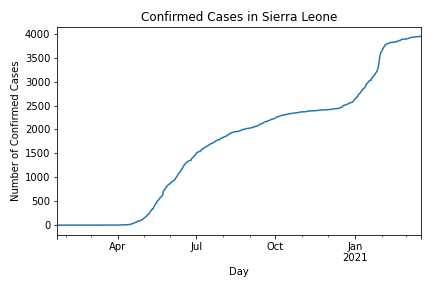 Confirmed Cases in Sierra Leone
4000
3500
3000
2500
2000
1500
1000
500
0
Number of Confirmed Cases
Apr
Jul
Oct
Jan
2021
Day